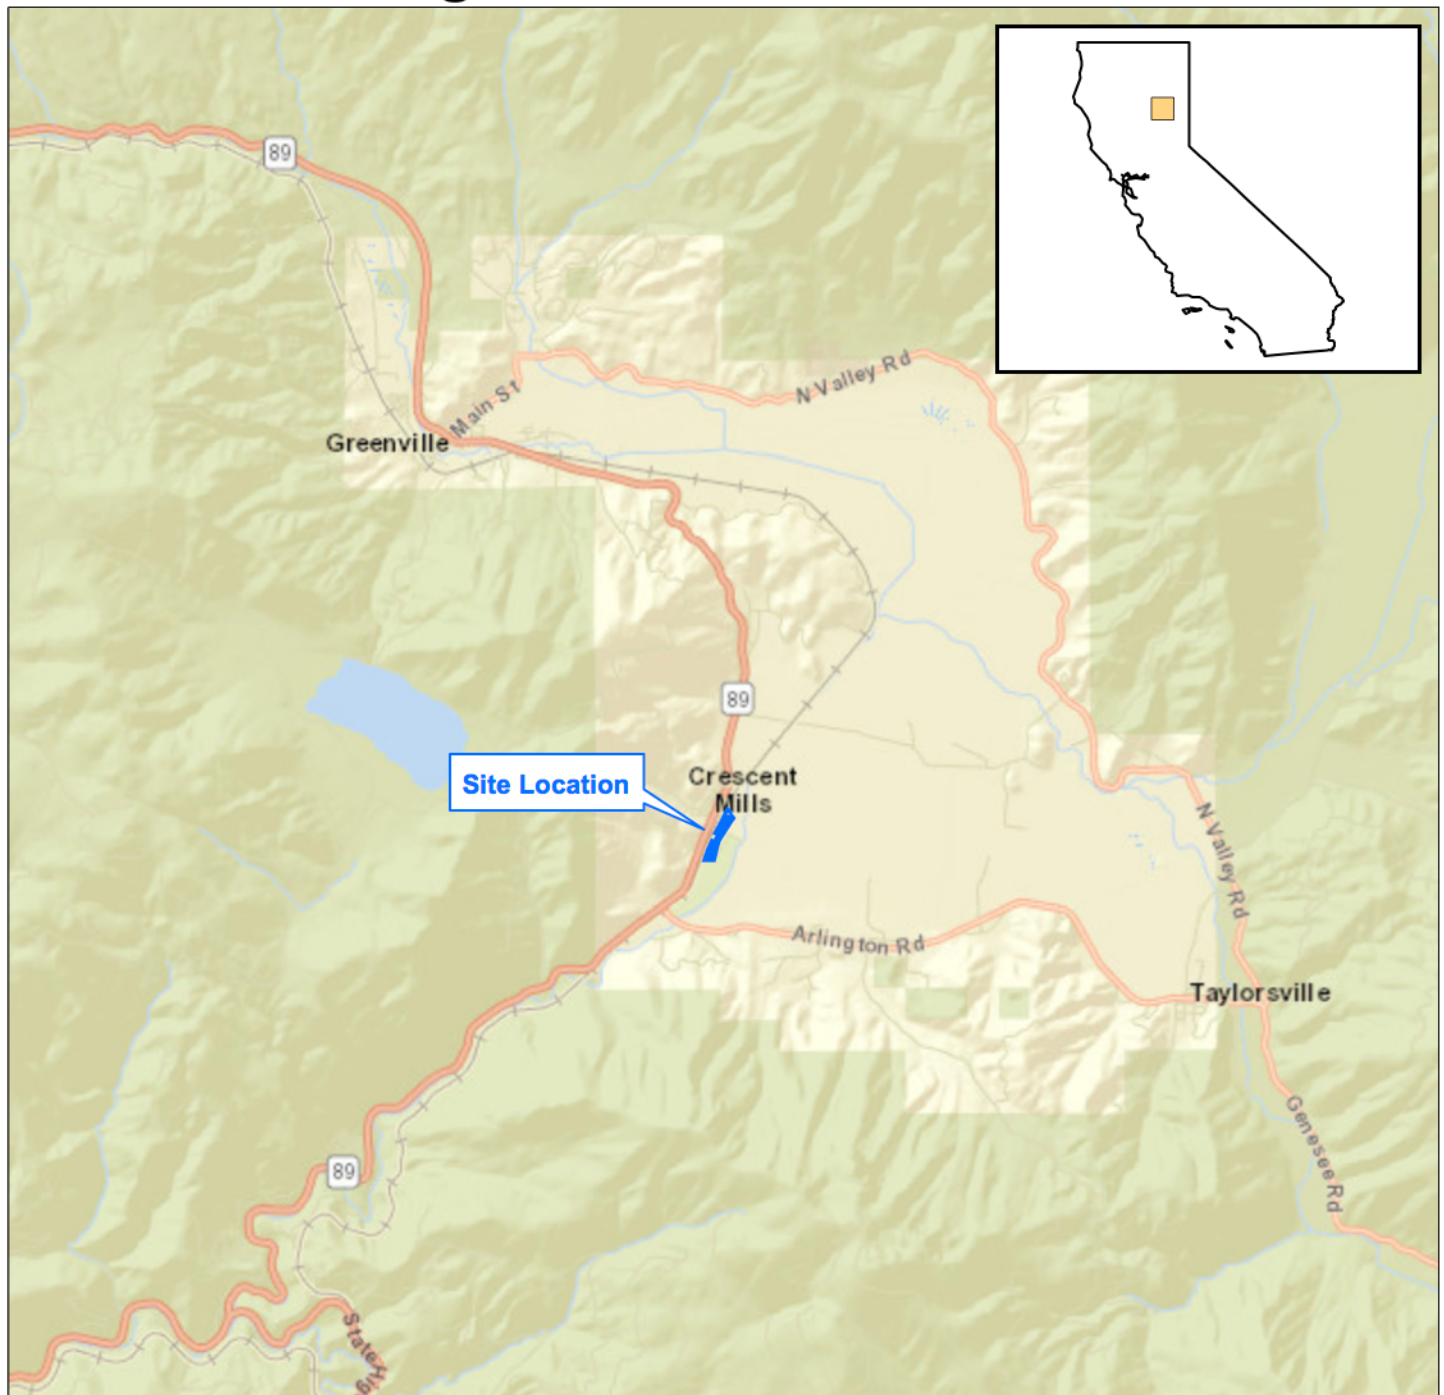 89
N Valley Rd
Main St
Greenville
89
Site Location
Crescent
Mills
N Valley Rd
Arlington Rd
Taylorsville
Genesee Rd
89
State Hig